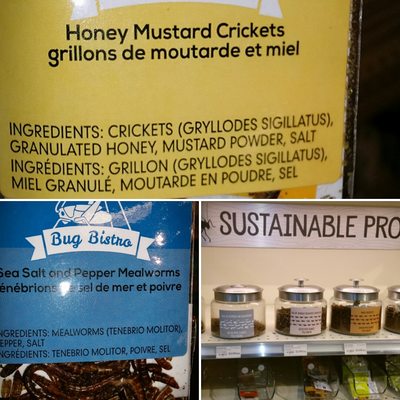 Honey Mustard Crickets
grillons de moutarde et miel
INGREDIENTS: CRICKETS (GRYLLODES SIGILLATUS),
GRANULATED HONEY, MUSTARD POWDER, SALT
INGRÉDIENTS: GRILLON (GRYLLODES SIGILLATUS),
MIEL GRANULÉ, MOUTARDE EN POUDRE, SEL
Bug Bistro
Sea Salt and Pepper Mealworms
ténébrions de sel de mer et poivre
INGREDIENTS: MEALWORMS (TENEBRIO MOLITOR),
PEPPER, SALT
INGRÉDIENTS: TENEBRIO MOLITOR, POIVRE, SEL
SUSTAINABLE PRO